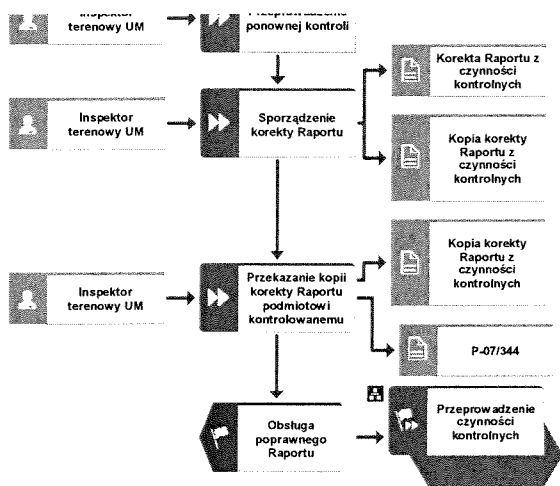 Inspektor
terenowy UM
Przeprowadzenie
ponownej kontroli
Inspektor
terenowy UM
Sporządzenie
korekty Raportu
Korekta Raportu z
czynności
kontrolnych
Kopia korekty
Raportu z
czynności
kontrolnych
Inspektor
terenowy UM
Przekazanie kopii
korekty Raportu
podmiotowi
kontrolowanemu
Kopia korekty
Raportu z
czynności
kontrolnych
P-07/344
Obsługa
poprawnego
Raportu
Przeprowadzenie
czynności
kontrolnych